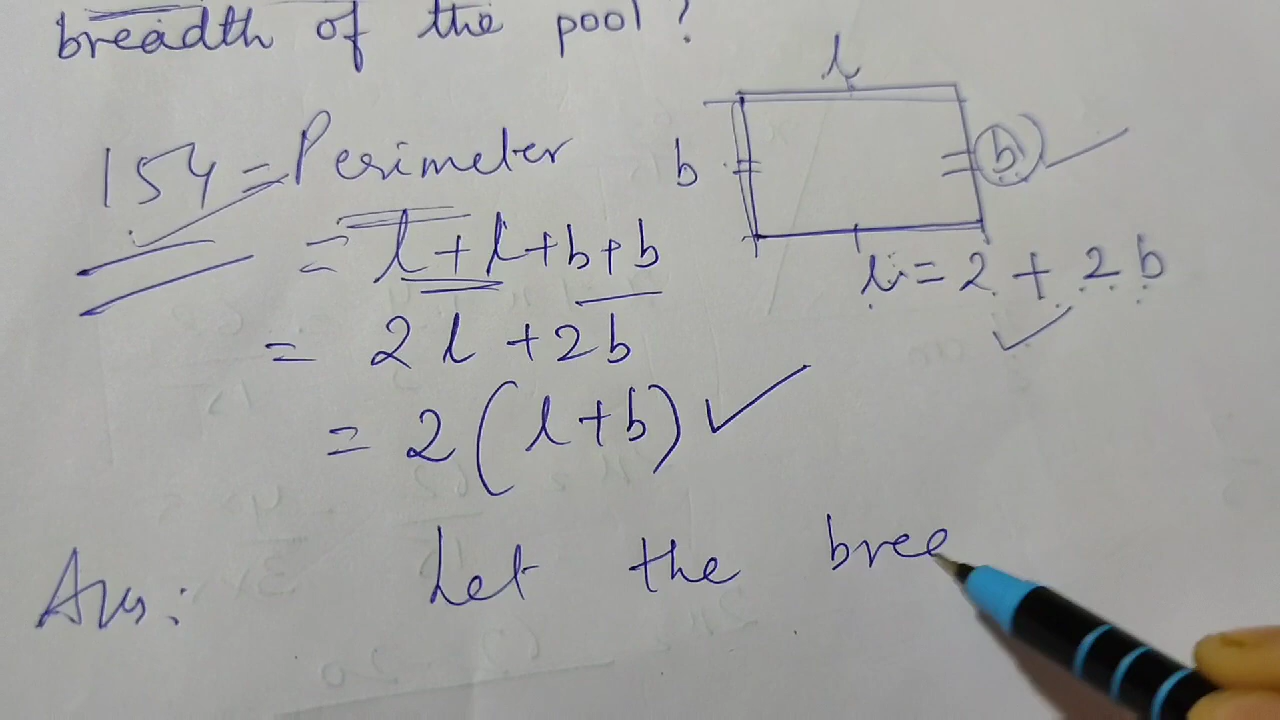 breadth of the pool?
l
154 = Perimeter
b
b
= l + l + b + b
l = 2 + 2b
= 2l + 2b
= 2(l+b)
Ans: Let the bre